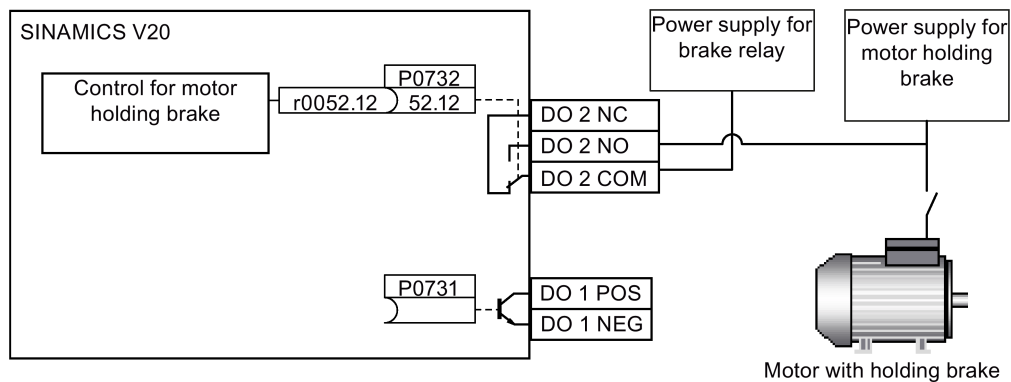 SINAMICS V20
Control for motor
holding brake
r0052.12
P0732
52.12
DO 2 NC
DO 2 NO
DO 2 COM
Power supply for
brake relay
Power supply for
motor holding
brake
P0731
DO 1 POS
DO 1 NEG
Motor with holding brake